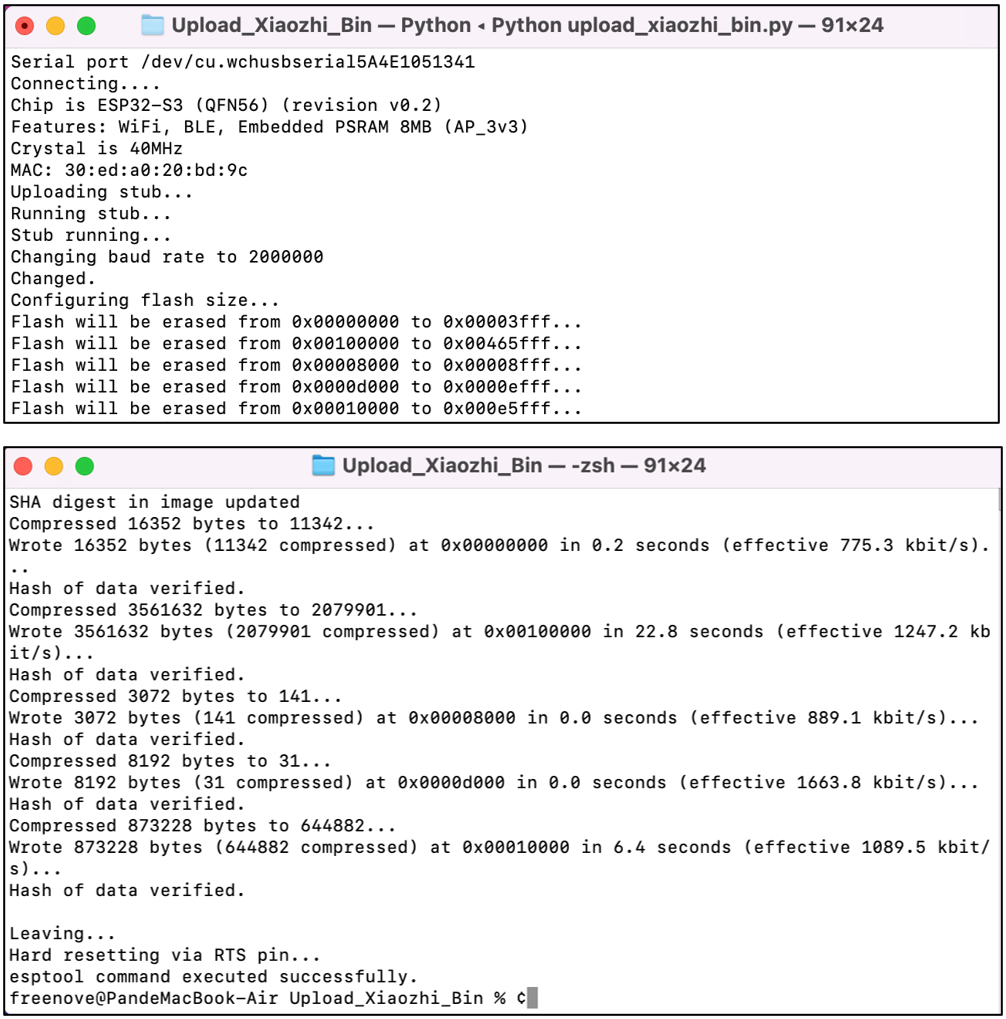 Upload_Xiaozhi_Bin — Python ◂ Python upload_xiaozhi_bin.py — 91×24
Serial port /dev/cu.wchusbserial5A4E1051341
Connecting....
Chip is ESP32-S3 (QFN56) (revision v0.2)
Features: WiFi, BLE, Embedded PSRAM 8MB (AP_3v3)
Crystal is 40MHz
MAC: 30:ed:a0:20:bd:9c
Uploading stub...
Running stub...
Stub running...
Changing baud rate to 2000000
Changed.
Configuring flash size...
Flash will be erased from 0x00000000 to 0x00003fff...
Flash will be erased from 0x00100000 to 0x00465fff...
Flash will be erased from 0x00008000 to 0x00008fff...
Flash will be erased from 0x0000d000 to 0x0000efff...
Flash will be erased from 0x00010000 to 0x000e5fff...
Upload_Xiaozhi_Bin — -zsh — 91×24
SHA digest in image updated
Compressed 16352 bytes to 11342...
Wrote 16352 bytes (11342 compressed) at 0x00000000 in 0.2 seconds (effective 775.3 kbit/s).
..
Hash of data verified.
Compressed 3561632 bytes to 2079901...
Wrote 3561632 bytes (2079901 compressed) at 0x00100000 in 22.8 seconds (effective 1247.2 kb
it/s)...
Hash of data verified.
Compressed 3072 bytes to 141...
Wrote 3072 bytes (141 compressed) at 0x00008000 in 0.0 seconds (effective 889.1 kbit/s)...
Hash of data verified.
Compressed 8192 bytes to 31...
Wrote 8192 bytes (31 compressed) at 0x0000d000 in 0.0 seconds (effective 1663.8 kbit/s)...
Hash of data verified.
Compressed 873228 bytes to 644882...
Wrote 873228 bytes (644882 compressed) at 0x00010000 in 6.4 seconds (effective 1089.5 kbit/
s)...
Hash of data verified.

Leaving...
Hard resetting via RTS pin...
esptool command executed successfully.
freenove@PandeMacBook-Air Upload_Xiaozhi_Bin % ¢